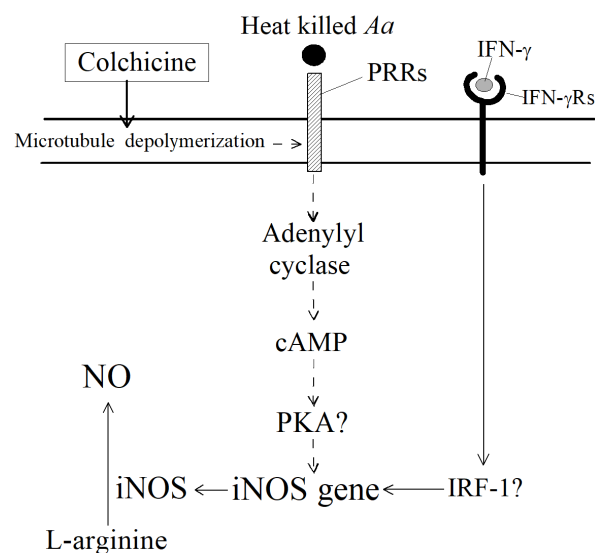 Heat killed Aa
IFN-γ
Colchicine
PRRs
IFN-γRs
Microtubule depolymerization
Adenylyl
cyclase
cAMP
NO
PKA?
iNOS
iNOS gene
IRF-1?
L-arginine